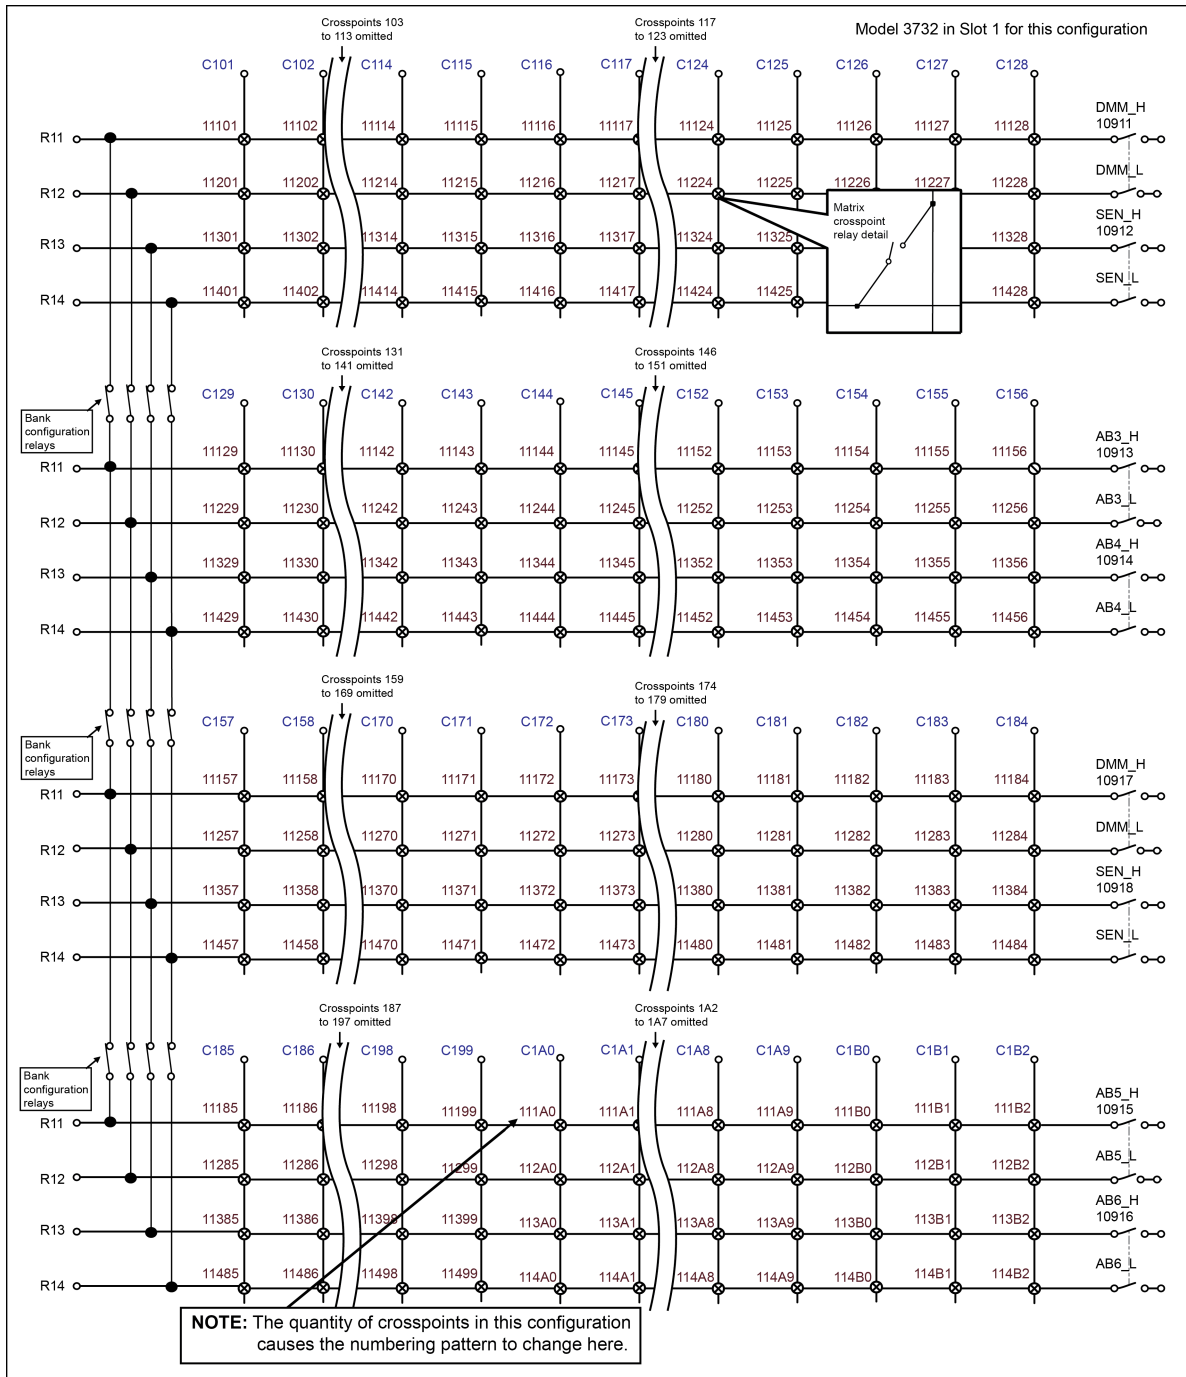 Crosspoints 103
to 113 omitted
Crosspoints 117
to 123 omitted
Model 3732 in Slot 1 for this configuration
C101 C102 C114 C115 C116 C117 C124 C125 C126 C127 C128
R11 11101 11102 11114 11115 11116 11117 11124 11125 11126 11127 11128 DMM_H
10911
R12 11201 11202 11214 11215 11216 11217 11224 11225 11226 11227 11228 DMM_L
Matrix
crosspoint
relay detail
R13 11301 11302 11314 11315 11316 11317 11324 11325 11328 SEN_H
10912
R14 11401 11402 11414 11415 11416 11417 11424 11425 11428 SEN_L
Crosspoints 131
to 141 omitted
Crosspoints 146
to 151 omitted
Bank
configuration
relays
C129 C130 C142 C143 C144 C145 C152 C153 C154 C155 C156
R11 11129 11130 11142 11143 11144 11145 11152 11153 11154 11155 11156 AB3_H
10913
R12 11229 11230 11242 11243 11244 11245 11252 11253 11254 11255 11256 AB3_L
R13 11329 11330 11342 11343 11344 11345 11352 11353 11354 11355 11356 AB4_H
10914
R14 11429 11430 11442 11443 11444 11445 11452 11453 11454 11455 11456 AB4_L
Crosspoints 159
to 169 omitted
Crosspoints 174
to 179 omitted
Bank
configuration
relays
C157 C158 C170 C171 C172 C173 C180 C181 C182 C183 C184
R11 11157 11158 11170 11171 11172 11173 11180 11181 11182 11183 11184 DMM_H
10917
R12 11257 11258 11270 11271 11272 11273 11280 11281 11282 11283 11284 DMM_L
R13 11357 11358 11370 11371 11372 11373 11380 11381 11382 11383 11384 SEN_H
10918
R14 11457 11458 11470 11471 11472 11473 11480 11481 11482 11483 11484 SEN_L
Crosspoints 187
to 197 omitted
Crosspoints 1A2
to 1A7 omitted
Bank
configuration
relays
C185 C186 C198 C199 C1A0 C1A1 C1A8 C1A9 C1B0 C1B1 C1B2
R11 11185 11186 11198 11199 111A0 111A1 111A8 111A9 111B0 111B1 111B2 AB5_H
10915
R12 11285 11286 11298 11299 112A0 112A1 112A8 112A9 112B0 112B1 112B2 AB5_L
R13 11385 11386 11398 11399 113A0 113A1 113A8 113A9 113B0 113B1 113B2 AB6_H
10916
R14 11485 11486 11498 11499 114A0 114A1 114A8 114A9 114B0 114B1 114B2 AB6_L
NOTE: The quantity of crosspoints in this configuration
causes the numbering pattern to change here.